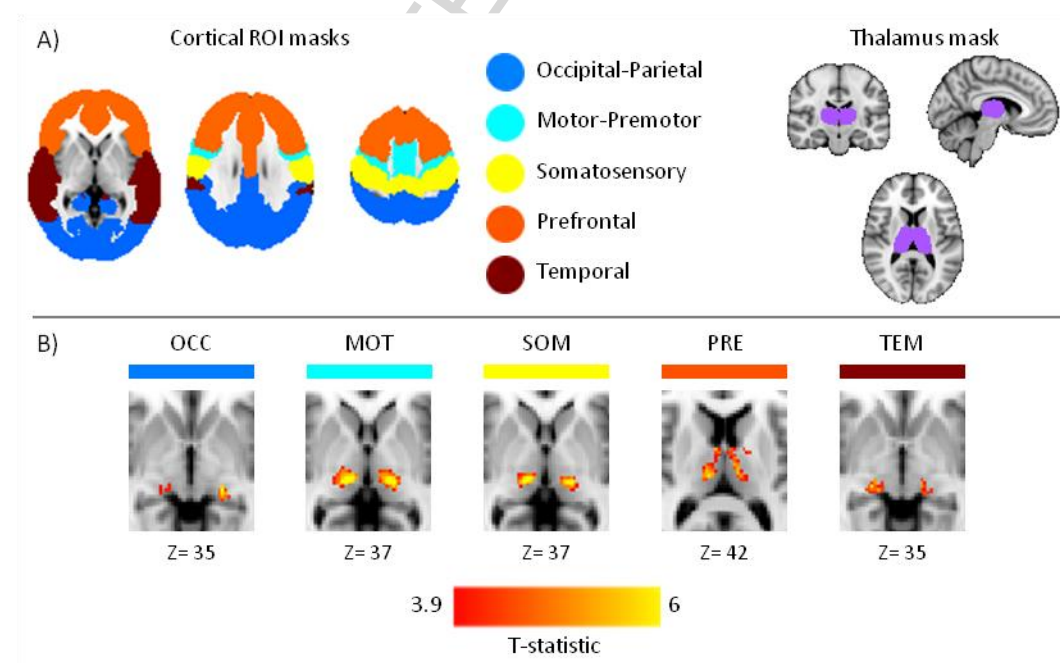 A)
Cortical ROI masks
Thalamus mask
Occipital-Parietal
Motor-Premotor
Somatosensory
Prefrontal
Temporal
B)
OCC MOT SOM PRE TEM
Z= 35 Z= 37 Z= 37 Z= 42 Z= 35
3.9 6
T-statistic